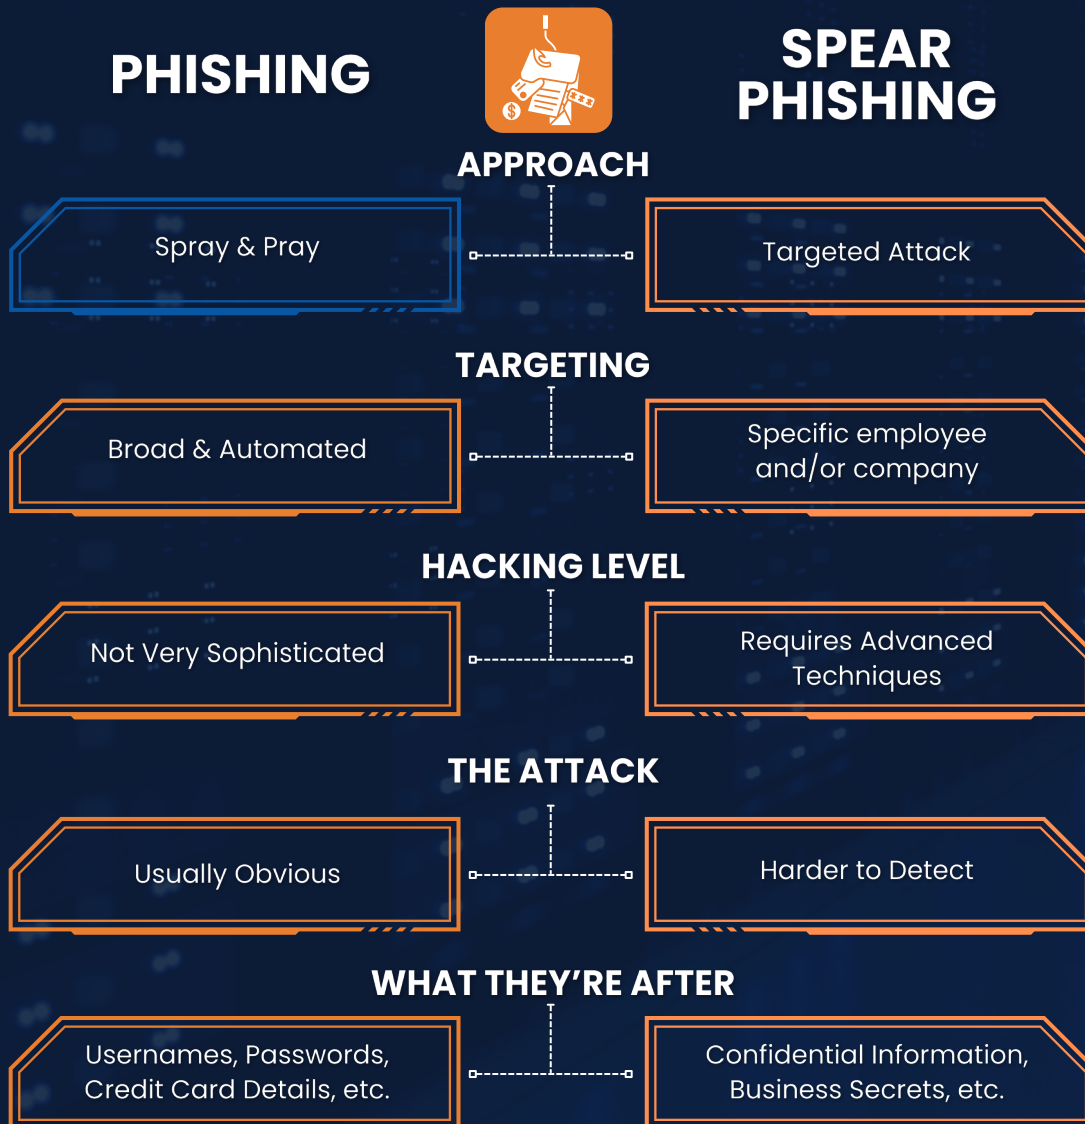 PHISHING
SPEAR
PHISHING
$
***
APPROACH
Spray & Pray
Targeted Attack
TARGETING
Broad & Automated
Specific employee
and/or company
HACKING LEVEL
Not Very Sophisticated
Requires Advanced
Techniques
THE ATTACK
Usually Obvious
Harder to Detect
WHAT THEY’RE AFTER
Usernames, Passwords,
Credit Card Details, etc.
Confidential Information,
Business Secrets, etc.